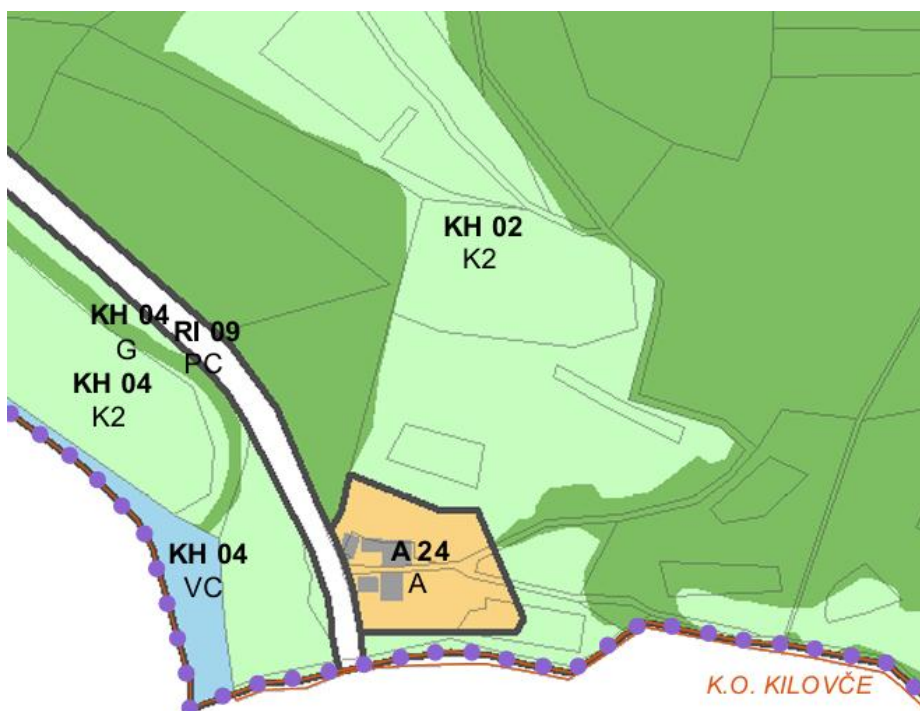 KH 02
K2
KH 04
G
RI 09
PC
KH 04
K2
KH 04
VC
A 24
A
K.O. KILOVČE